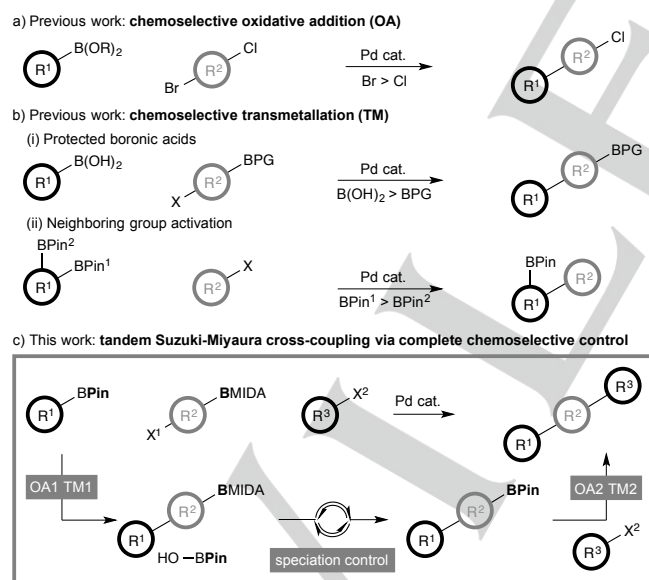 a) Previous work: chemoselective oxidative addition (OA)
R¹ B(OR)₂ Br R² Cl Pd cat. Br > Cl R¹ R² Cl
b) Previous work: chemoselective transmetallation (TM)
(i) Protected boronic acids
R¹ B(OH)₂ X R² BPG Pd cat. B(OH)₂ > BPG R¹ R² BPG
(ii) Neighboring group activation
BPin² BPin¹ R¹ R² X Pd cat. BPin¹ > BPin² BPin R¹ R²
c) This work: tandem Suzuki-Miyaura cross-coupling via complete chemoselective control
R¹ BPin X¹ R² BMIDA R³ X² Pd cat. R¹ R² R³
OA1 TM1 OA2 TM2
R¹ R² BMIDA HO–BPin speciation control R¹ R² BPin R³ X²